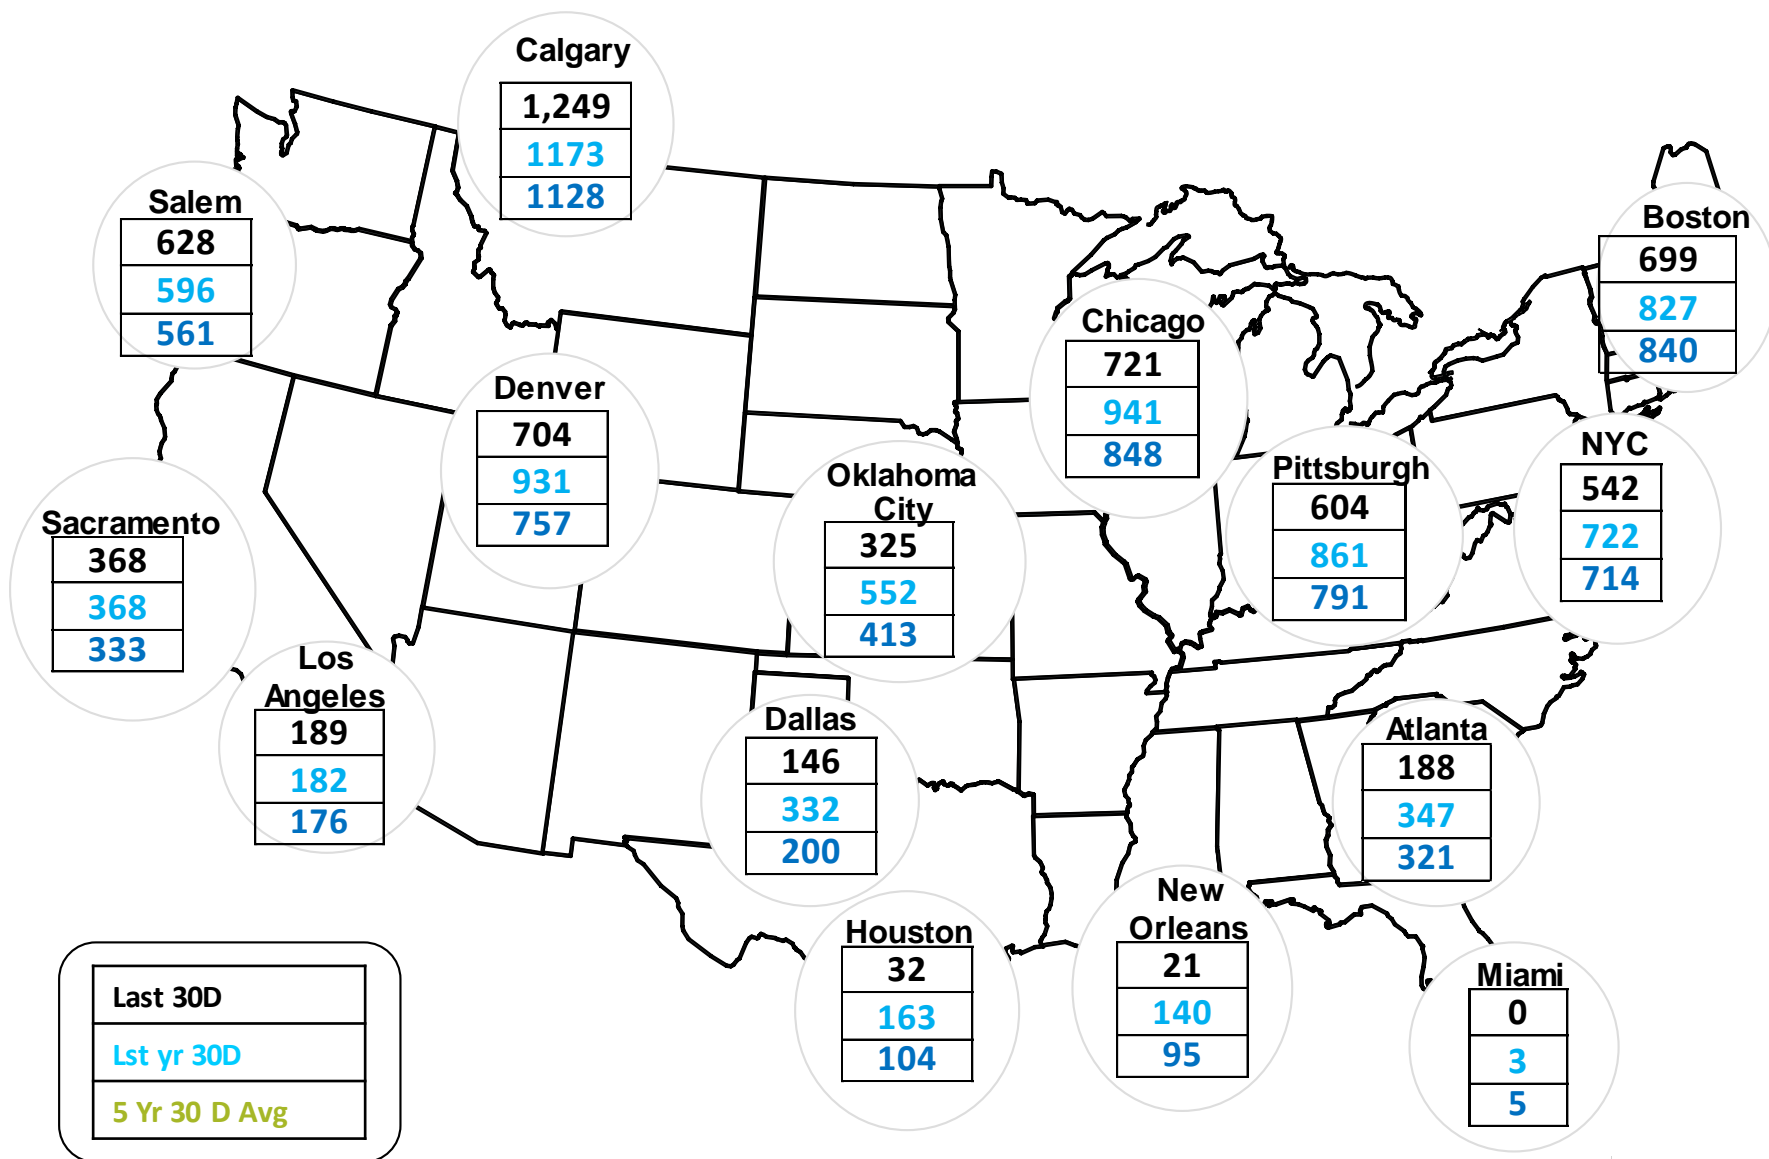 Calgary
1,249
1173
1128
Salem
628
596
561
Boston
699
827
840
Chicago
721
941
848
Denver
704
931
757
NYC
542
722
714
Oklahoma
City
325
552
413
Pittsburgh
604
861
791
Sacramento
368
368
333
Los
Angeles
189
182
176
Dallas
146
332
200
Atlanta
188
347
321
New
Orleans
21
140
95
Houston
32
163
104
Miami
0
3
5
Last 30D
Lst yr 30D
5 Yr 30 D Avg